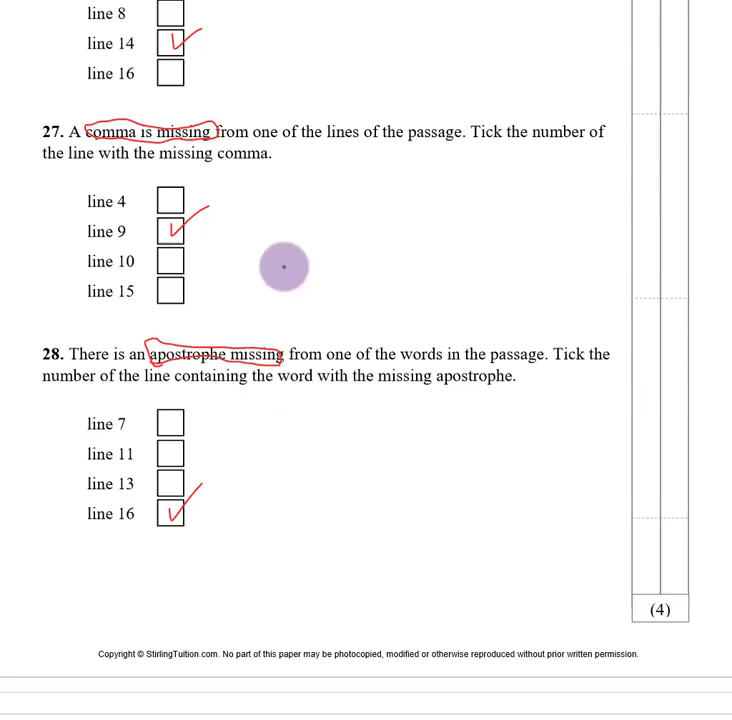 line 8
line 14
line 16
27. A comma is missing from one of the lines of the passage. Tick the number of
the line with the missing comma.
line 4
line 9
line 10
line 15
28. There is an apostrophe missing from one of the words in the passage. Tick the
number of the line containing the word with the missing apostrophe.
line 7
line 11
line 13
line 16
(4)
Copyright © StirlingTuition.com. No part of this paper may be photocopied, modified or otherwise reproduced without prior written permission.